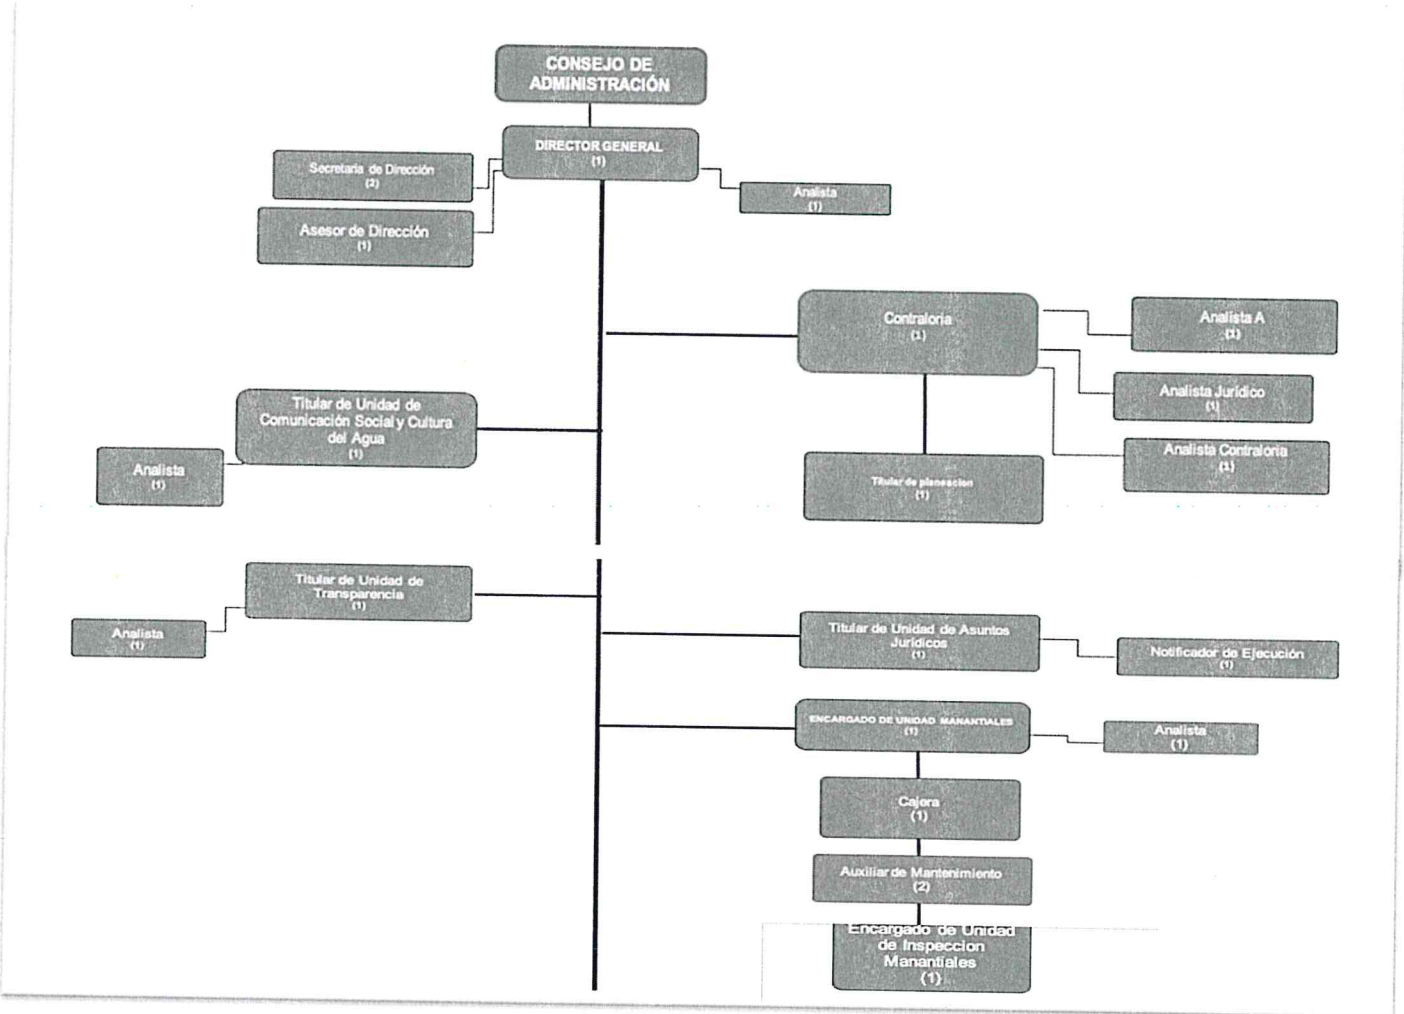 CONSEJO DE
ADMINISTRACIÓN
DIRECTOR GENERAL
(1)
Secretaria de Dirección
(2)
Analista
(1)
Asesor de Dirección
(1)
Contraloria
(1)
Analista A
(1)
Analista Jurídico
(1)
Titular de Unidad de
Comunicación Social y Cultura
del Agua
(1)
Analista Contraloria
(1)
Analista
(1)
Titular de planeacion
(1)
Titular de Unidad de
Transparencia
(1)
Analista
(1)
Titular de Unidad de Asuntos
Jurídicos
(1)
Notificador de Ejecución
(1)
ENCARGADO DE UNIDAD MANANTIALES
(1)
Analista
(1)
Cajera
(1)
Auxiliar de Mantenimiento
(2)
Encargado de Unidad
de Inspeccion
Manantiales
(1)